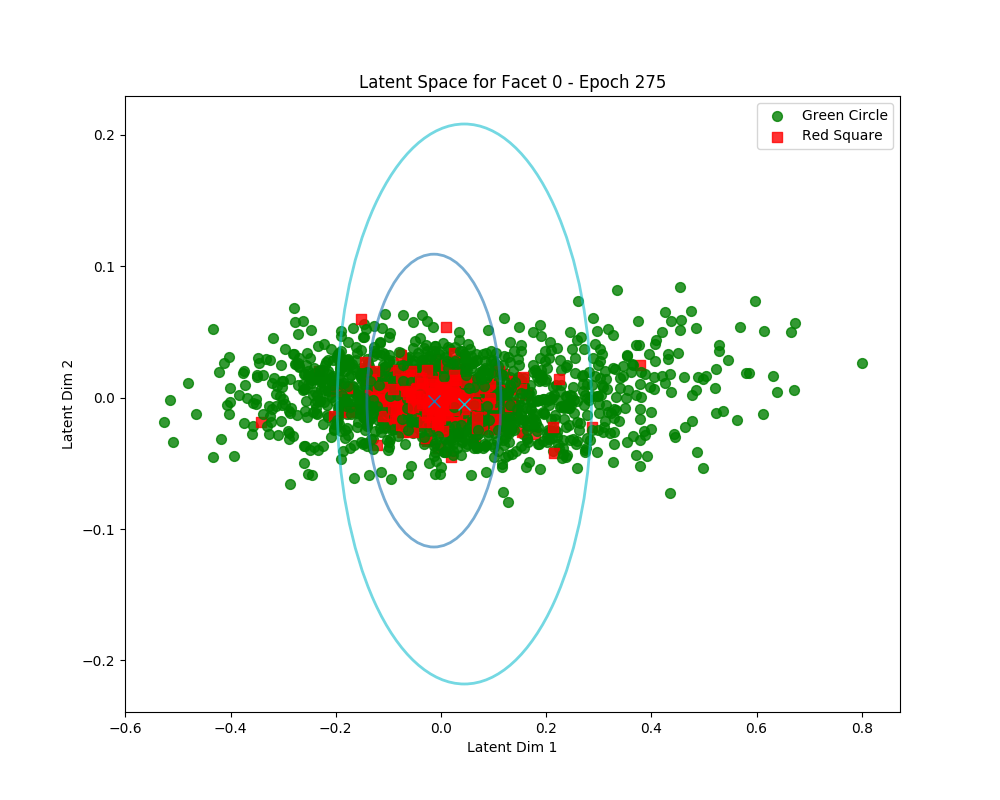 Latent Space for Facet 0 - Epoch 275
Green Circle
Red Square
0.2
0.1
0.0
−0.1
−0.2
Latent Dim 2
−0.6
−0.4
−0.2
0.0
0.2
0.4
0.6
0.8
Latent Dim 1